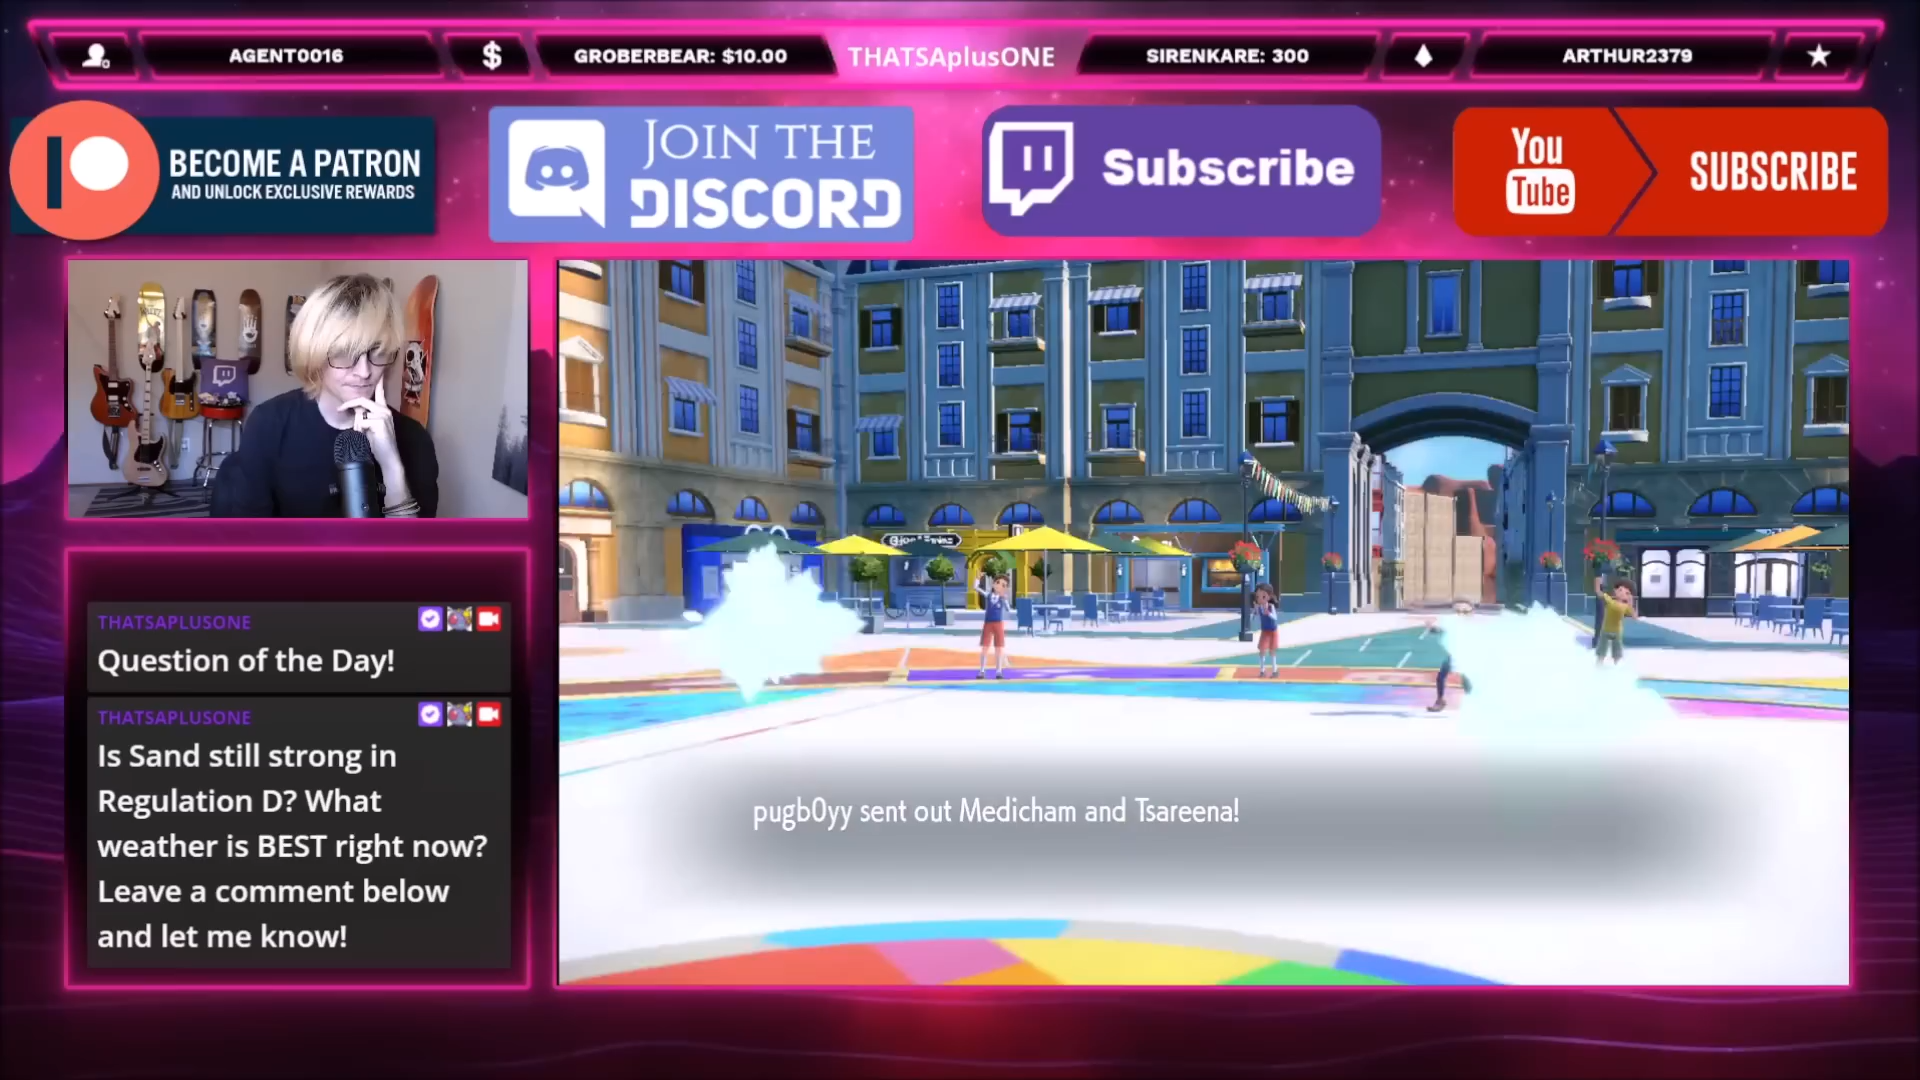 AGENT0016
$
GROBERBEAR: $10.00
THATSAplusONE
SIRENKARE: 300
ARTHUR2379
BECOME A PATRON
AND UNLOCK EXCLUSIVE REWARDS
JOIN THE
DISCORD
Subscribe
You
Tube
SUBSCRIBE
THATSAPLUSONE
Question of the Day!
THATSAPLUSONE
Is Sand still strong in
Regulation D? What
weather is BEST right now?
Leave a comment below
and let me know!
pugb0yy sent out Medicham and Tsareena!